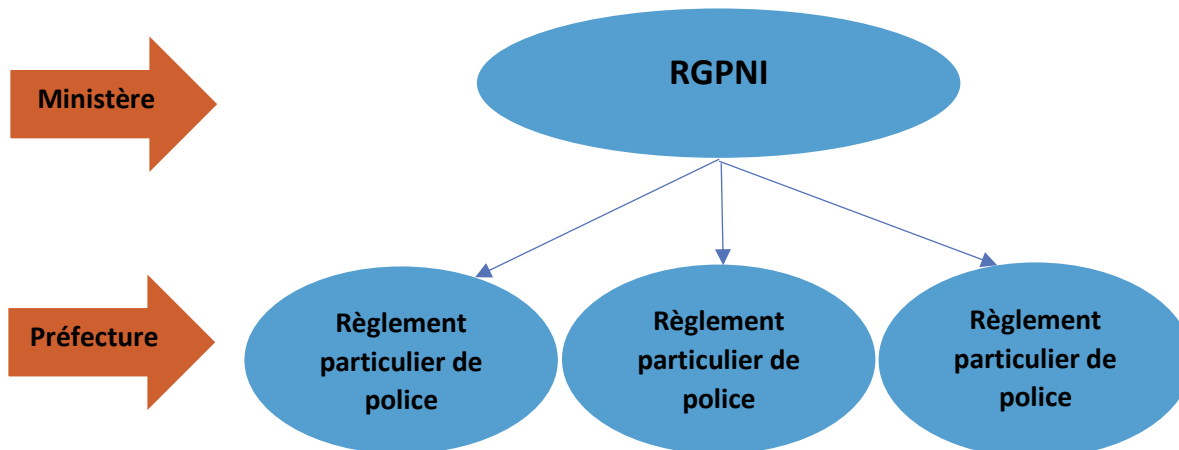 Ministère
RGPNI
Préfecture
Règlement
particulier de
police
Règlement
particulier de
police
Règlement
particulier de
police